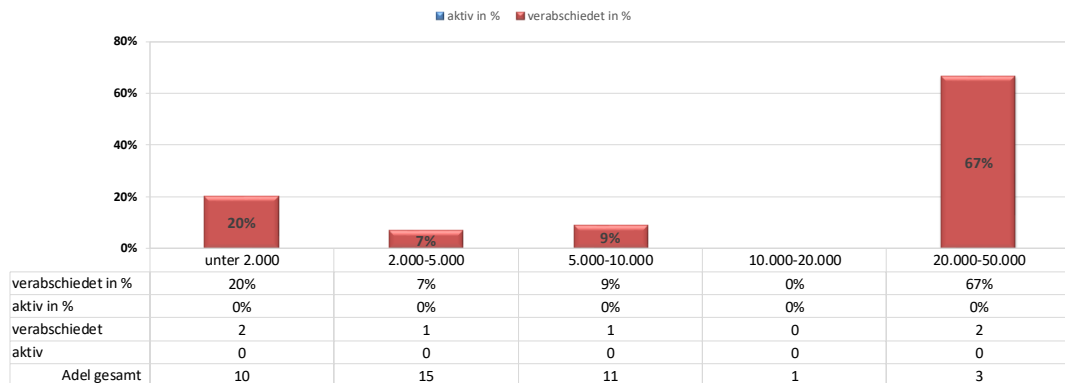 aktiv in % verabschiedet in %
80%
60%
40%
20%
0%
20%
7%
9%
67%
unter 2.000 2.000-5.000 5.000-10.000 10.000-20.000 20.000-50.000
verabschiedet in % 20% 7% 9% 0% 67%
aktiv in % 0% 0% 0% 0% 0%
verabschiedet 2 1 1 0 2
aktiv 0 0 0 0 0
Adel gesamt 10 15 11 1 3